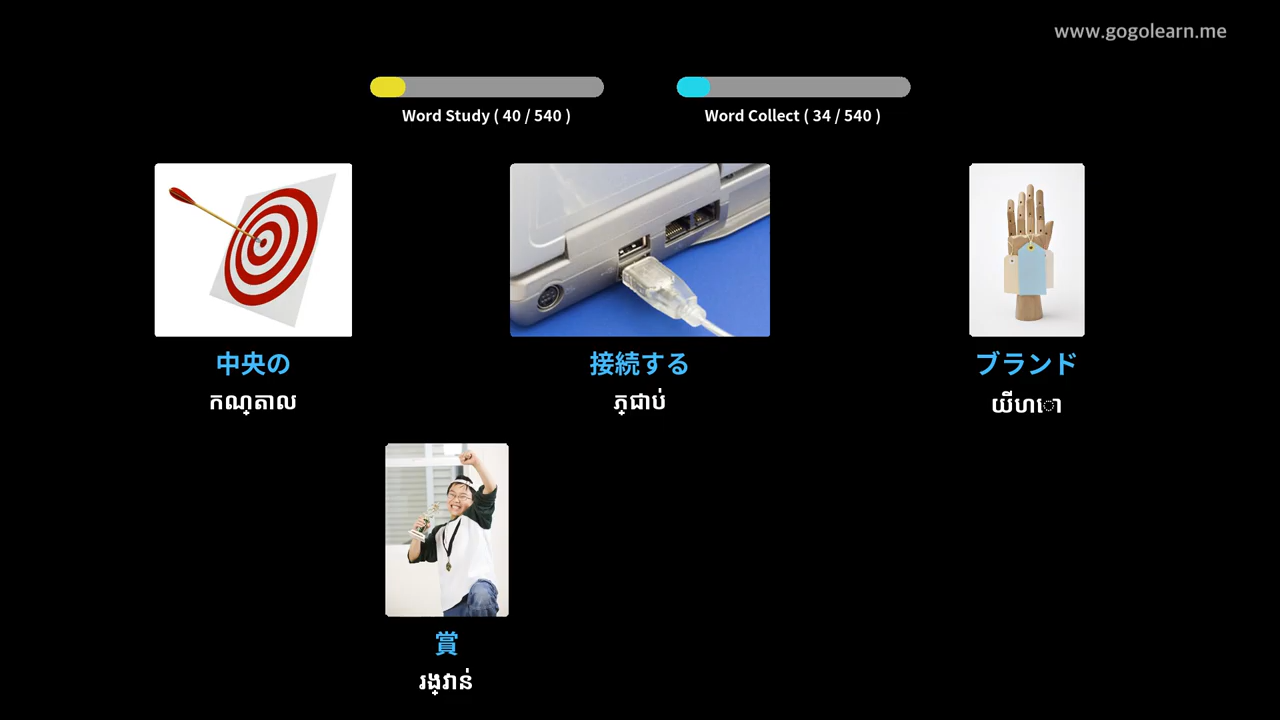 www.gogolearn.me
Word Study ( 40 / 540 )
Word Collect ( 34 / 540 )
中央の
កណ្តាល
接続する
ភ្ជាប់
ブランド
យីហោ
賞
រង្វាន់